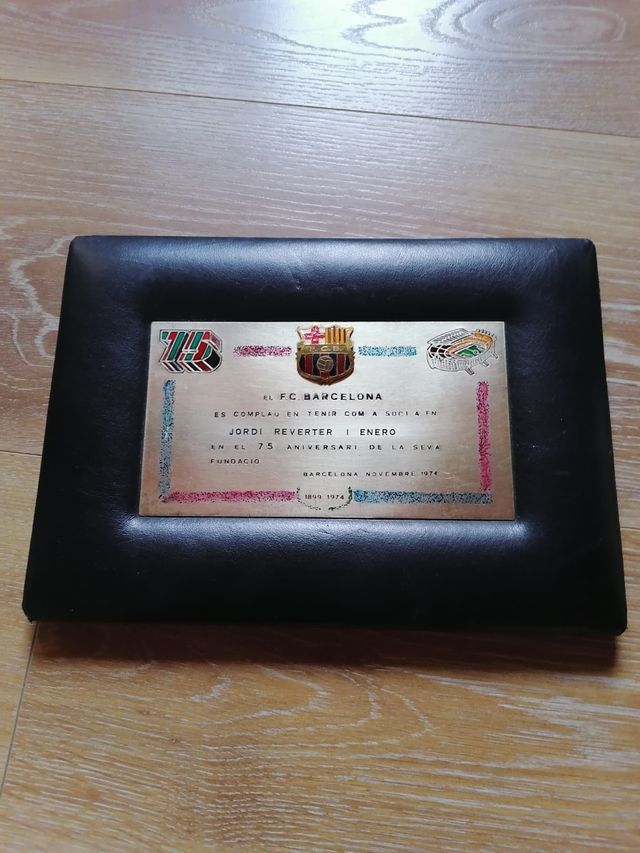 75
EL F.C. BARCELONA
ES COMPLAU EN TENIR COM A SOCI A EN
JORDI REVERTER I ENERO
EN EL 75 ANIVERSARI DE LA SEVA
FUNDACIO
BARCELONA NOVEMBRE 1974
1899 1974